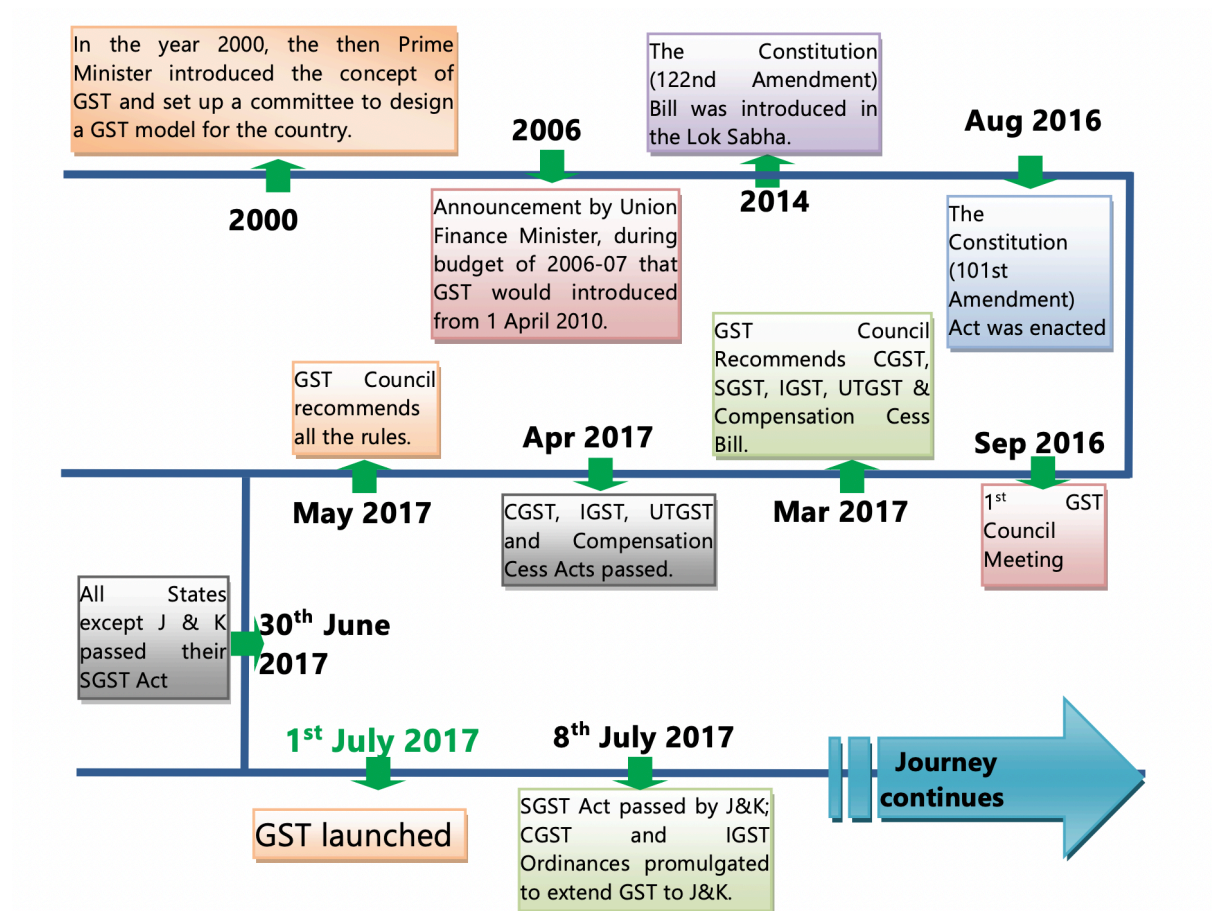 In the year 2000, the then Prime
Minister introduced the concept of
GST and set up a committee to design
a GST model for the country.
2000
2006
Announcement by Union
Finance Minister, during
budget of 2006-07 that
GST would introduced
from 1 April 2010.
The Constitution
(122nd Amendment)
Bill was introduced in
the Lok Sabha.
2014
Aug 2016
The
Constitution
(101st
Amendment)
Act was enacted
Sep 2016
1st GST
Council
Meeting
GST Council
Recommends CGST,
SGST, IGST, UTGST &
Compensation Cess
Bill.
Mar 2017
Apr 2017
CGST, IGST, UTGST
and Compensation
Cess Acts passed.
GST Council
recommends
all the rules.
May 2017
All States
except J & K
passed their
SGST Act
30th June
2017
1st July 2017
GST launched
8th July 2017
SGST Act passed by J&K;
CGST and IGST
Ordinances promulgated
to extend GST to J&K.
Journey
continues